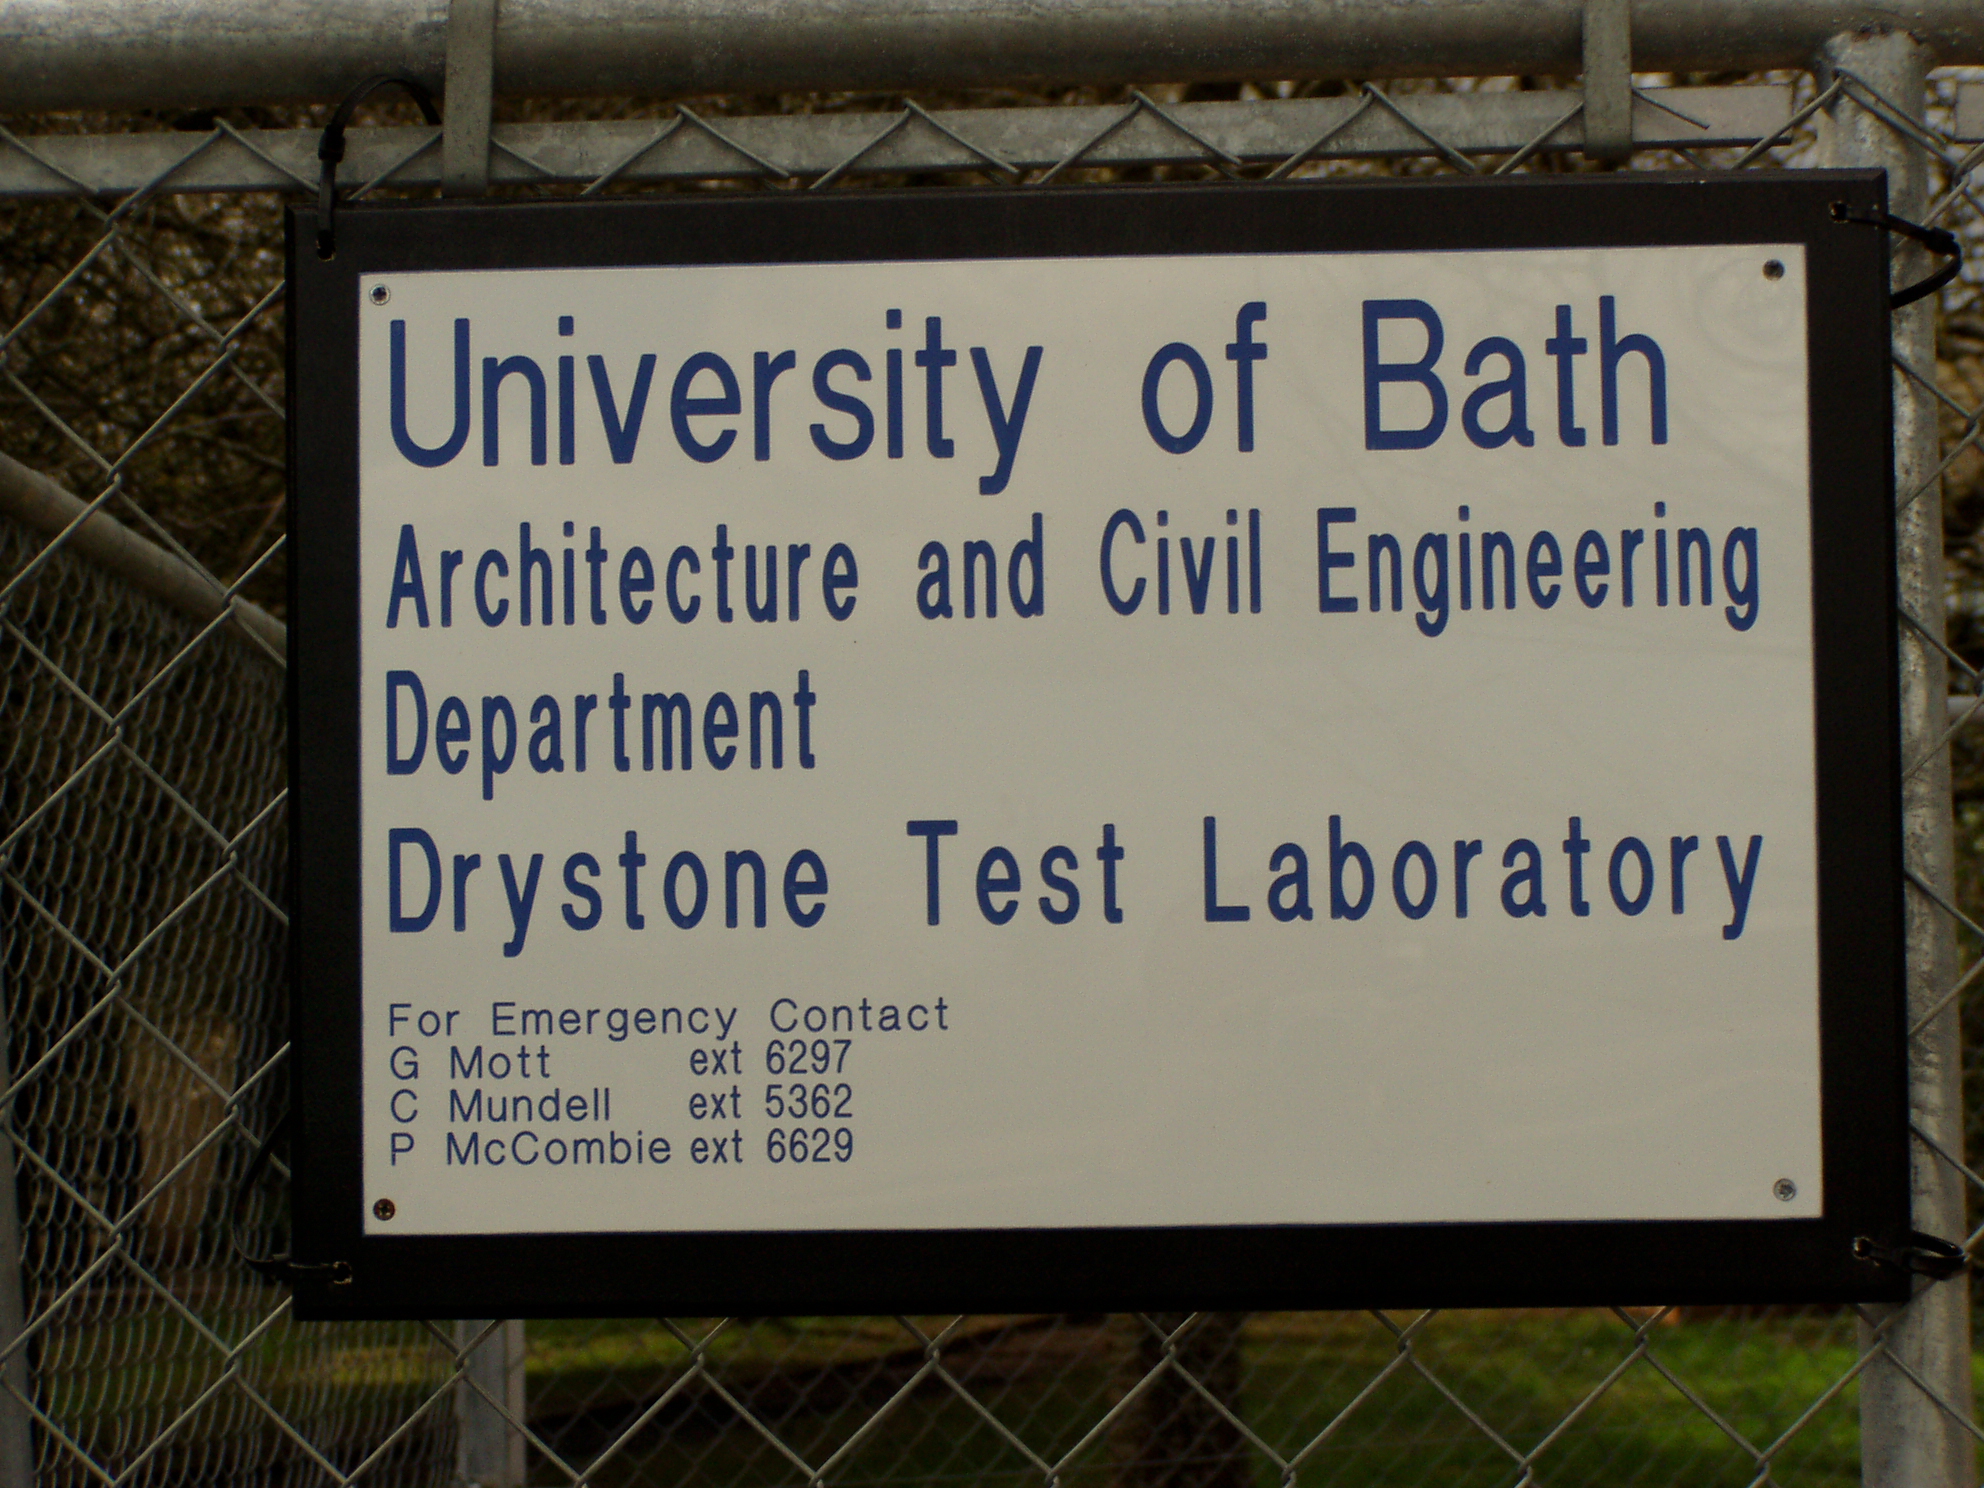 University of Bath
Architecture and Civil Engineering
Department
Drystone Test Laboratory
For Emergency Contact
G Mott ext 6297
C Mundell ext 5362
P McCombie ext 6629